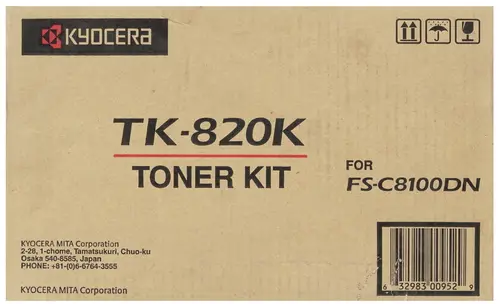 KYOCERA
TK-820K
TONER KIT
FOR
FS-C8100DN
KYOCERA MITA Corporation
2-28, 1-chome, Tamatsukuri, Chuo-ku
Osaka 540-8585, Japan
PHONE: +81-(0)6-6764-3555
KYOCERA MITA Corporation
6 32983 00952 9